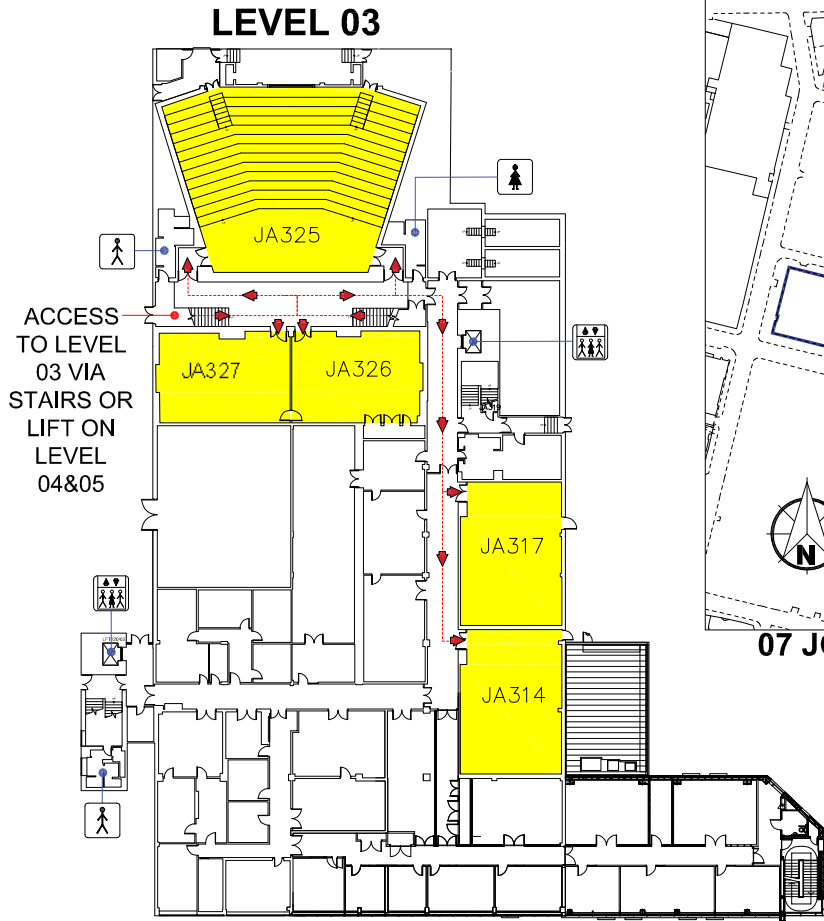 LEVEL 03
JA325
ACCESS
TO LEVEL
03 VIA
STAIRS OR
LIFT ON
LEVEL
04&05
JA327
JA326
JA317
N
07 JO
JA314